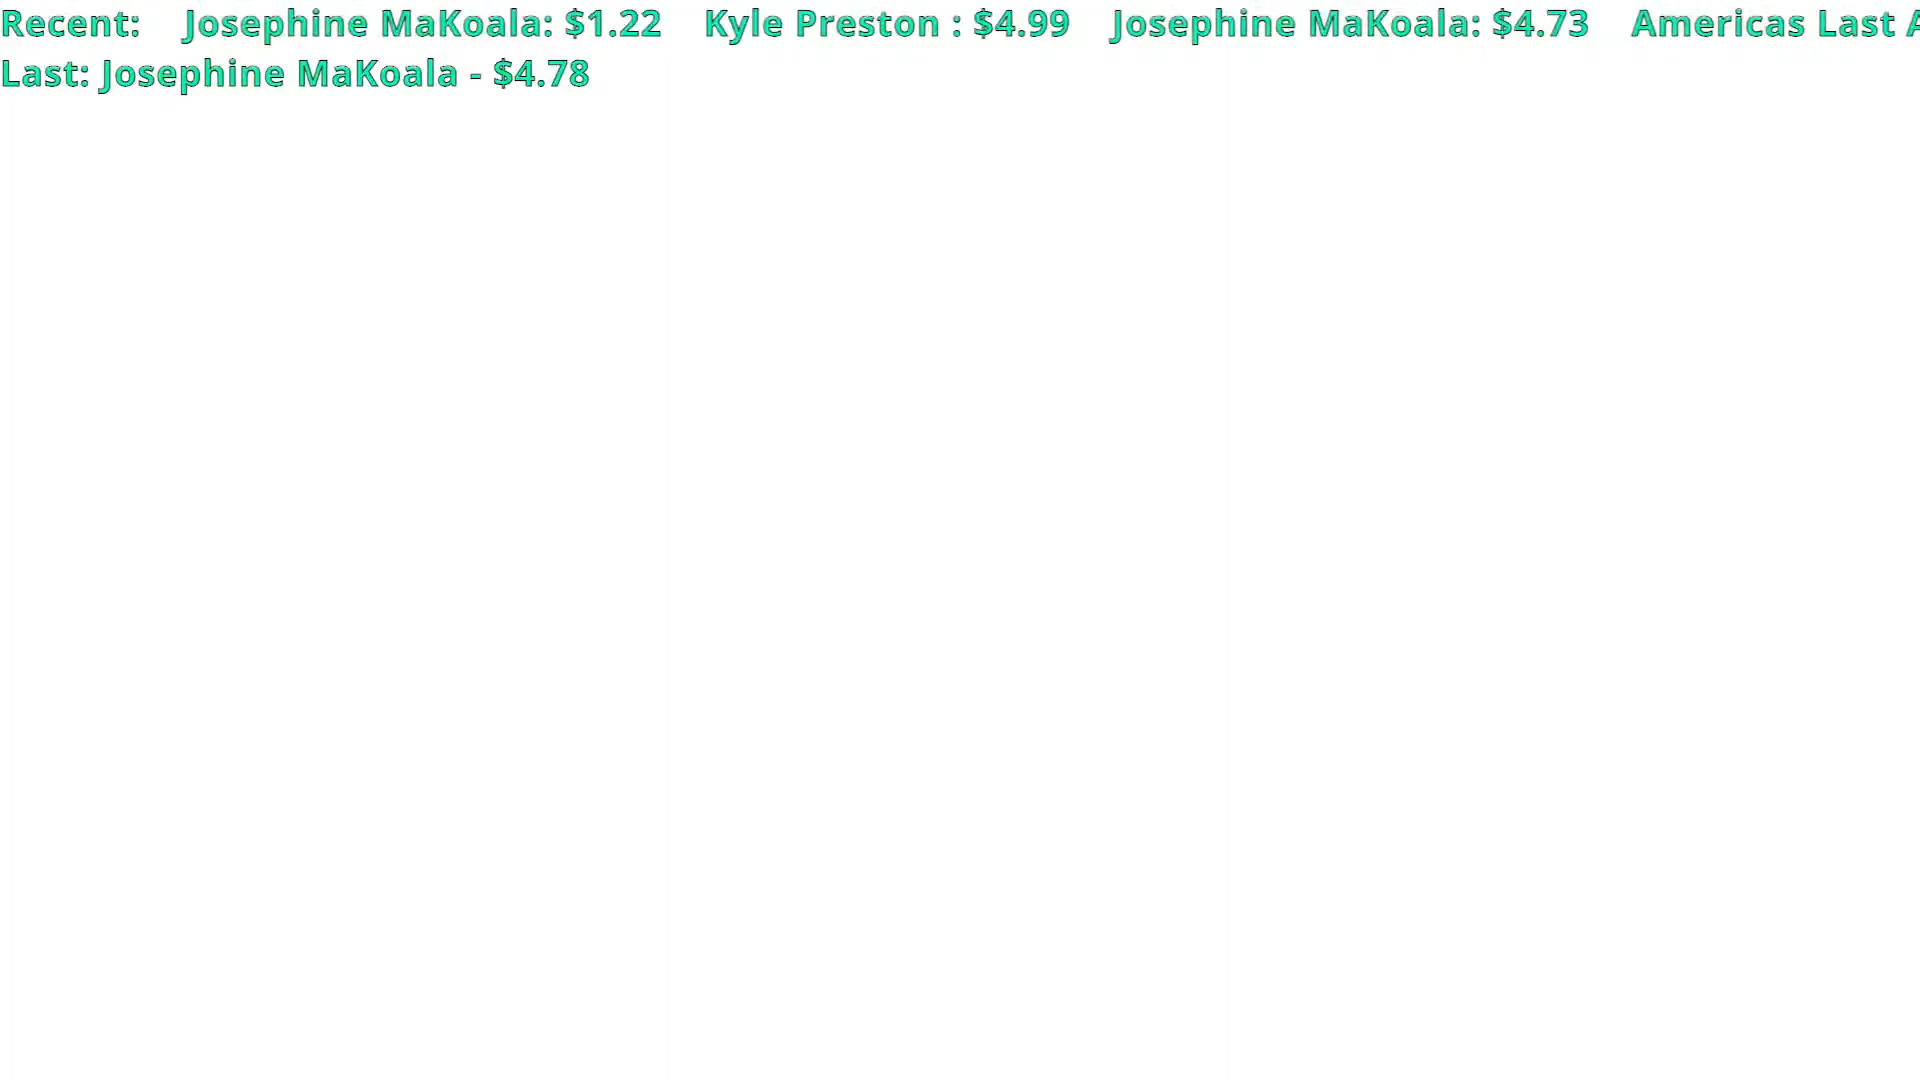 Recent: Josephine MaKoala: $1.22 Kyle Preston : $4.99 Josephine MaKoala: $4.73 Americas Last
Last: Josephine MaKoala - $4.78